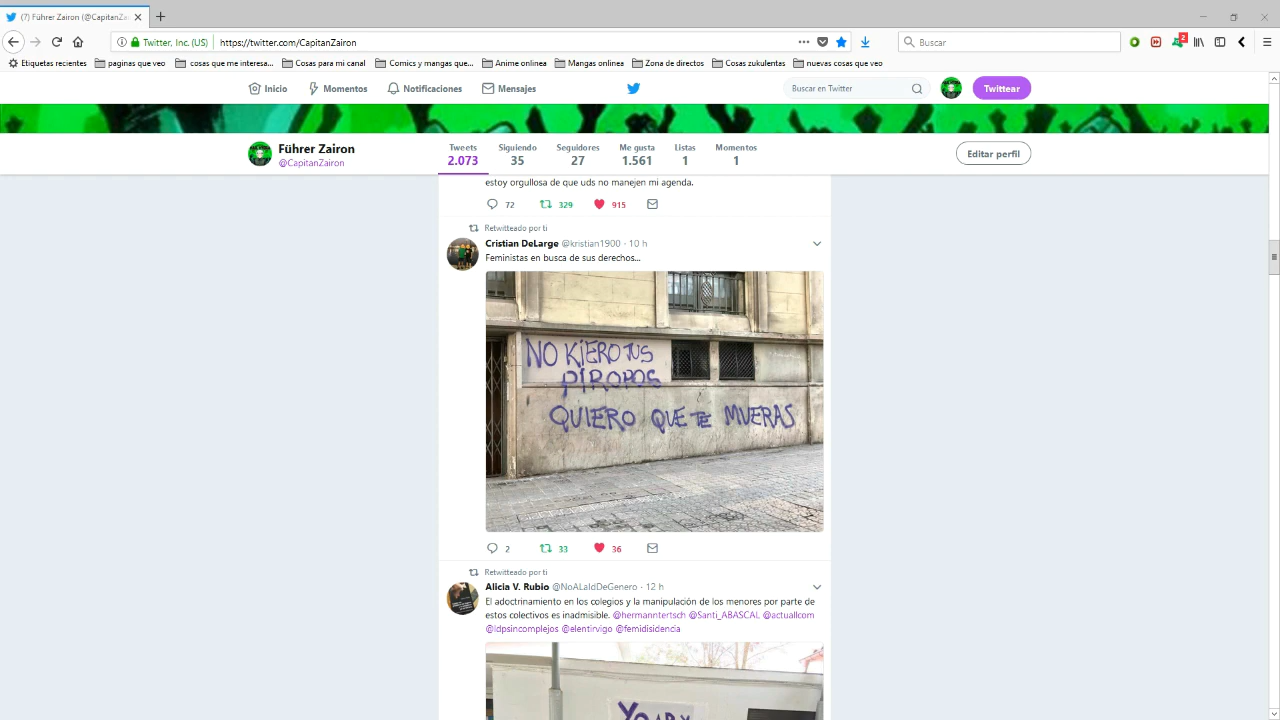 (7) Führer Zairon (@CapitanZai
Twitter, Inc. (US)
https://twitter.com/CapitanZairon
Buscar
2
Etiquetas recientes
paginas que veo
cosas que me interesa...
Cosas para mi canal
Comics y mangas que...
Anime onlinea
Mangas onlinea
Zona de directos
Cosas zukulentas
nuevas cosas que veo
Inicio
Momentos
Notificaciones
Mensajes
Buscar en Twitter
Twittear
Führer Zairon
@CapitanZairon
Tweets
2.073
Siguiendo
35
Seguidores
27
Me gusta
1.561
Listas
1
Momentos
1
Editar perfil
estoy orgullosa de que uds no manejen mi agenda.
72 329 915
Retwitteado por ti
Cristian DeLarge @kristian1900 · 10 h
Feministas en busca de sus derechos...
NO KIERO TUS
PIROPOS
QUIERO QUE TE MUERAS
2 33 36
Retwitteado por ti
Alicia V. Rubio @NoALaIdDeGenero · 12 h
El adoctrinamiento en los colegios y la manipulación de los menores por parte de
estos colectivos es inadmisible. @hermanntertsch @Santi_ABASCAL @actuallcom
@ldpsincomplejos @elentirvigo @femidisidencia